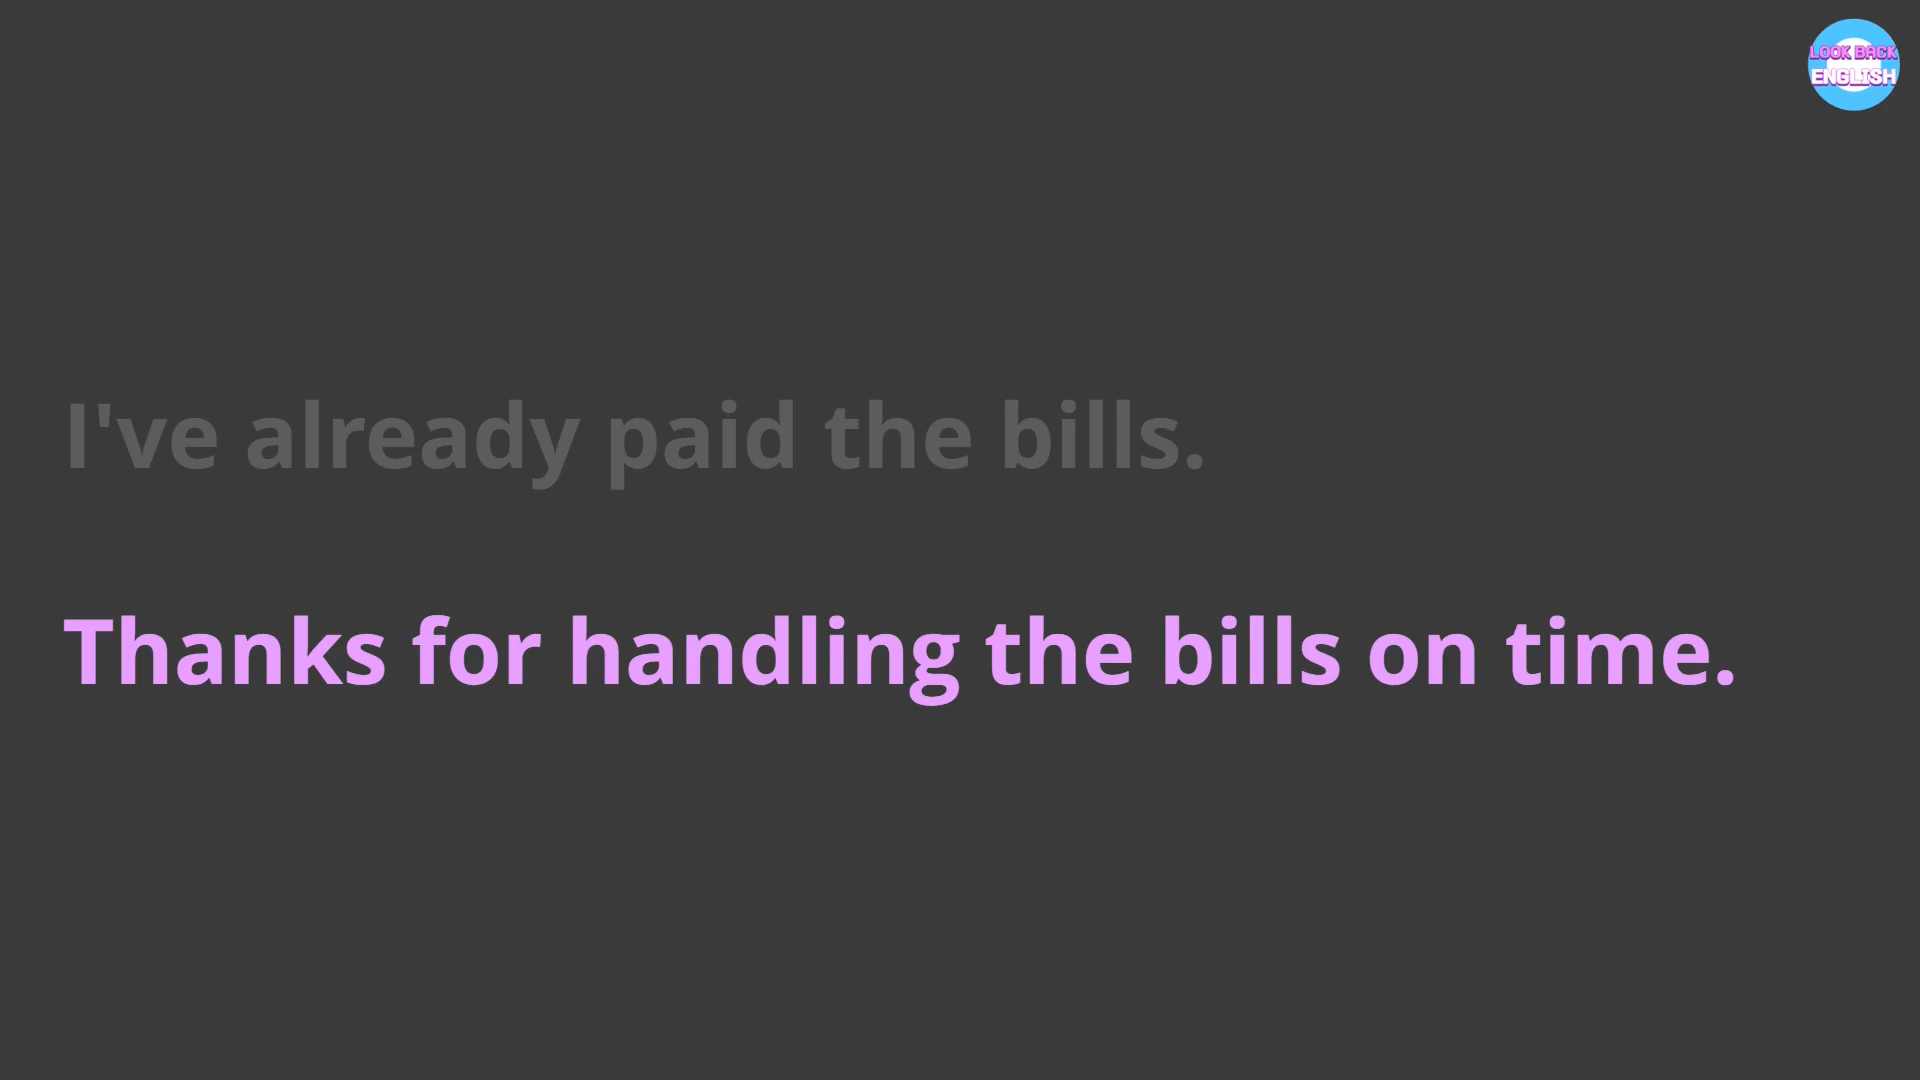 LOOK BACK
ENGLISH
I've already paid the bills.
Thanks for handling the bills on time.